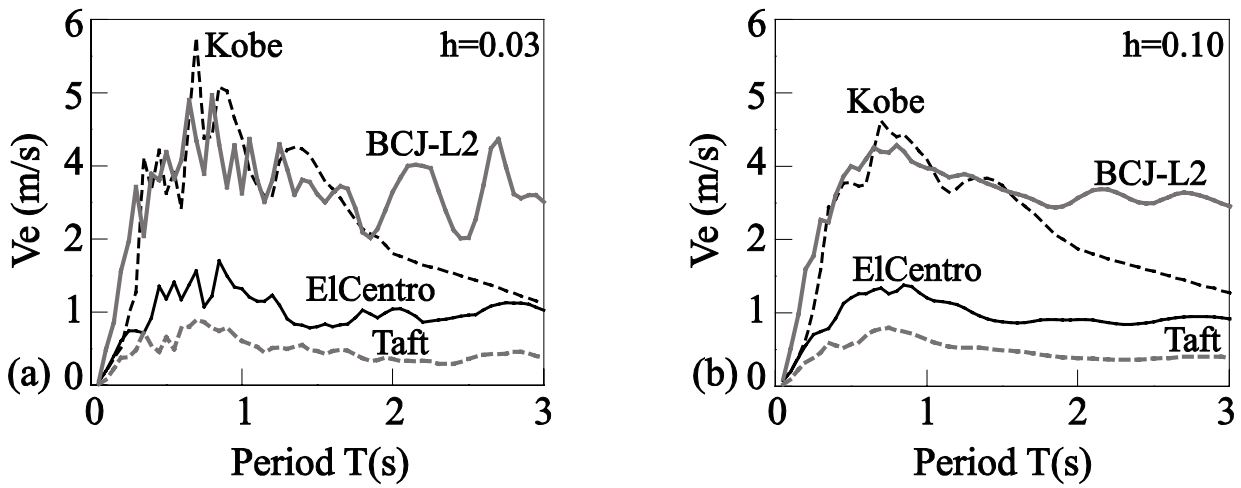 6
5
4
2
1
0
Ve (m/s)
Kobe
h=0.03
BCJ-L2
ElCentro
Taft
(a)
0 1 2 3
Period T(s)
6
5
4
2
1
0
Ve (m/s)
h=0.10
Kobe
BCJ-L2
ElCentro
Taft
(b)
0 1 2 3
Period T(s)